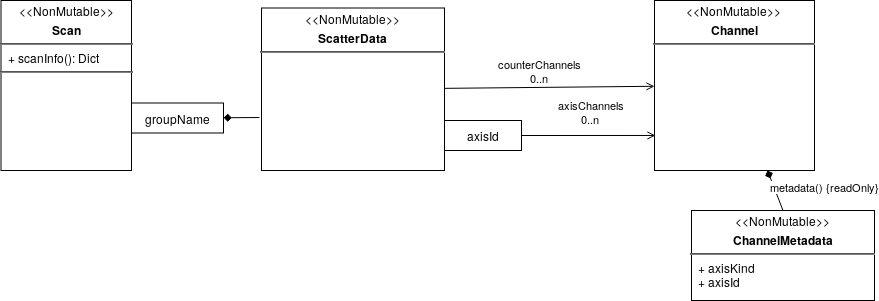 <<NonMutable>>
Scan
+ scanInfo(): Dict
groupName
<<NonMutable>>
ScatterData
counterChannels
0..n
axisChannels
0..n
axisId
<<NonMutable>>
Channel
metadata() {readOnly}
<<NonMutable>>
ChannelMetadata
+ axisKind
+ axisId